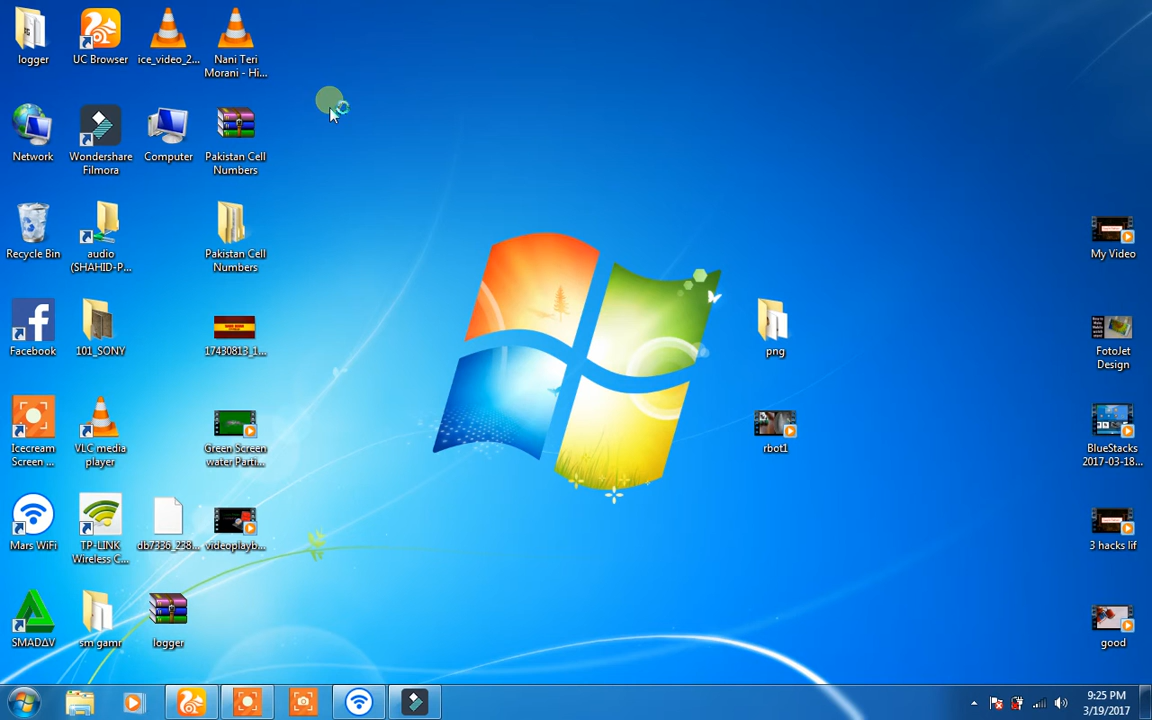 logger
UC Browser
ice_video_2...
Nani Teri
Morani - Hi...
Network
Wondershare
Filmora
Computer
Pakistan Cell
Numbers
Recycle Bin
audio
(SHAHID-P...
Pakistan Cell
Numbers
My Video
Facebook
101_SONY
17430813_1...
png
FotoJet
Design
Icecream
Screen ...
VLC media
player
Green Screen
water Parti...
rbot1
BlueStacks
2017-03-18...
Mars WiFi
TP-LINK
Wireless C...
db7336_238...
videoplayb...
3 hacks lif
SMADAV
sm gamr
logger
good
9:25 PM
3/19/2017